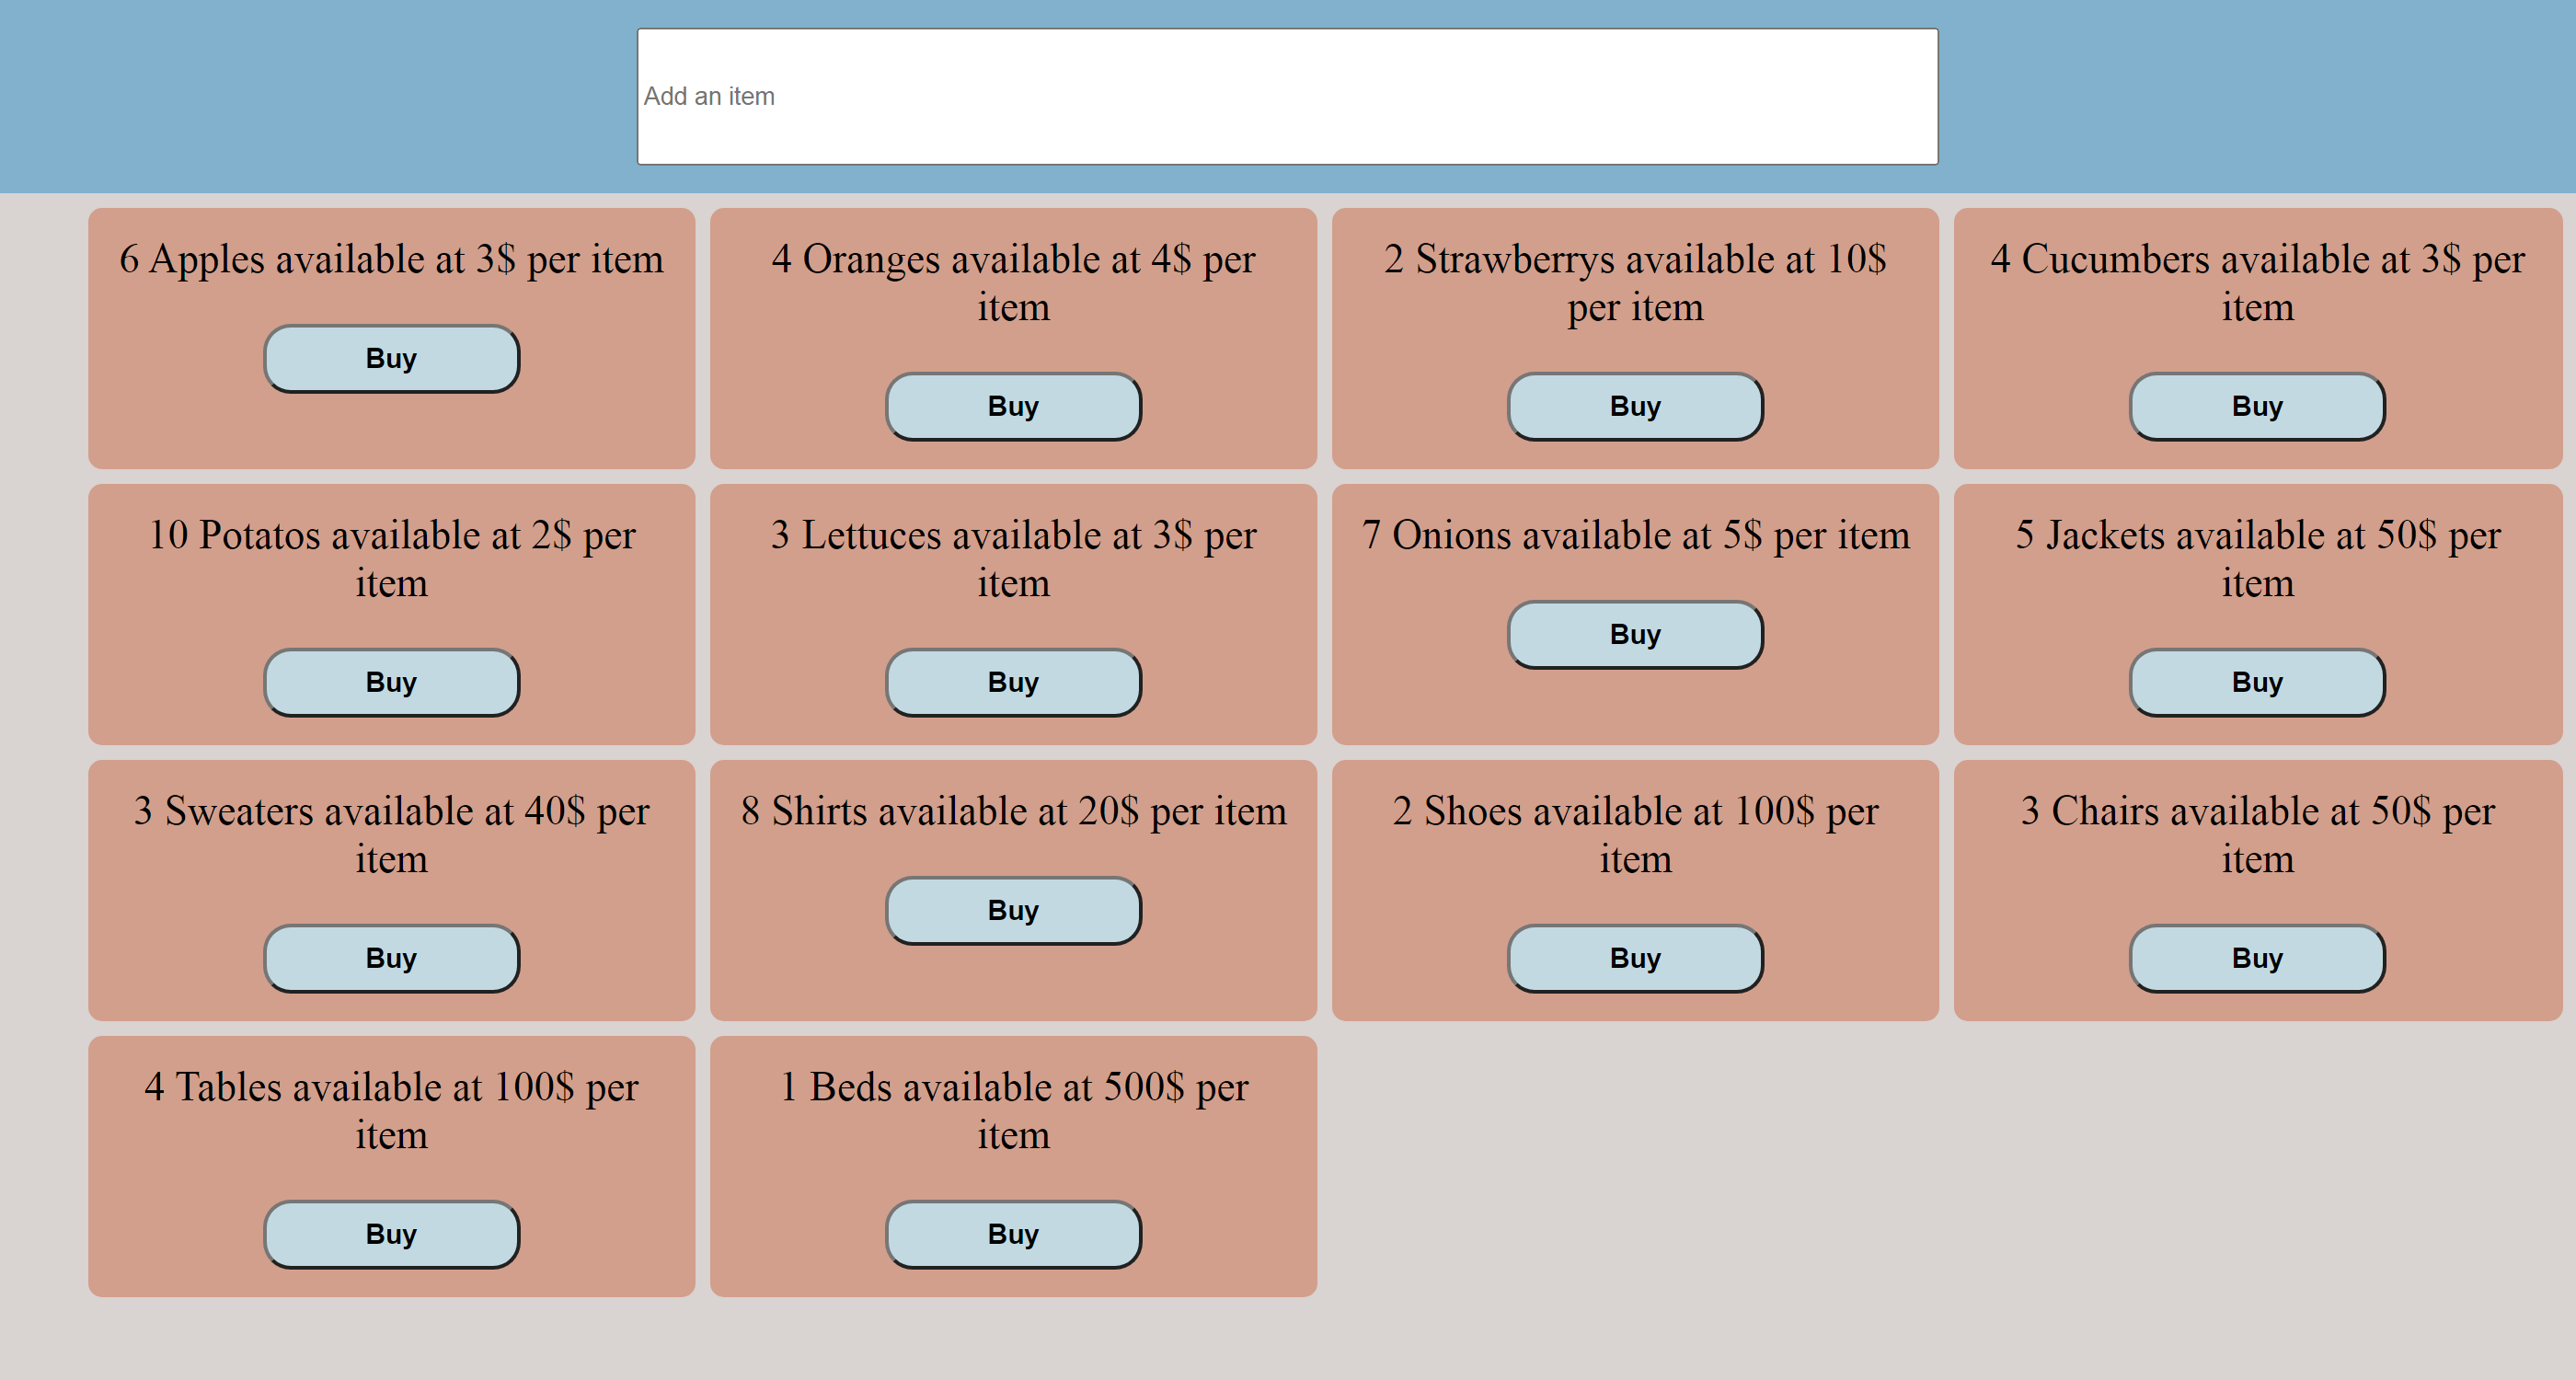 Add an item
6 Apples available at 3$ per item
Buy
4 Oranges available at 4$ per
item
Buy
2 Strawberrys available at 10$
per item
Buy
4 Cucumbers available at 3$ per
item
Buy
10 Potatos available at 2$ per
item
Buy
3 Lettuces available at 3$ per
item
Buy
7 Onions available at 5$ per item
Buy
5 Jackets available at 50$ per
item
Buy
3 Sweaters available at 40$ per
item
Buy
8 Shirts available at 20$ per item
Buy
2 Shoes available at 100$ per
item
Buy
3 Chairs available at 50$ per
item
Buy
4 Tables available at 100$ per
item
Buy
1 Beds available at 500$ per
item
Buy